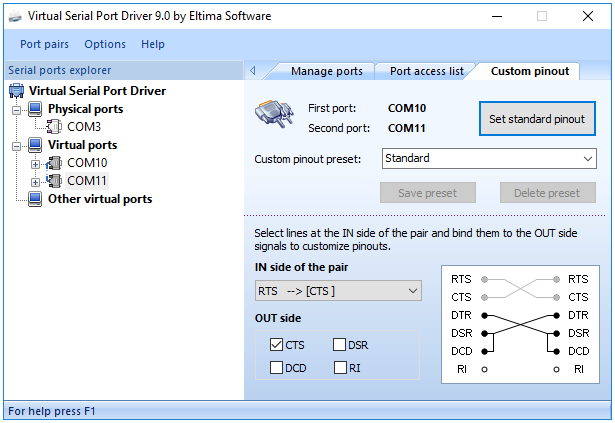 Virtual Serial Port Driver 9.0 by Eltima Software
Port pairs Options Help
Serial ports explorer
Virtual Serial Port Driver
Physical ports
COM3
Virtual ports
COM10
COM11
Other virtual ports
Manage ports Port access list Custom pinout
First port: COM10
Second port: COM11
Set standard pinout
Custom pinout preset: Standard
Save preset Delete preset
Select lines at the IN side of the pair and bind them to the OUT side
signals to customize pinouts.
IN side of the pair
RTS --> [CTS ]
OUT side
CTS DSR
DCD RI
RTS RTS
CTS CTS
DTR DTR
DSR DSR
DCD DCD
RI RI
For help press F1